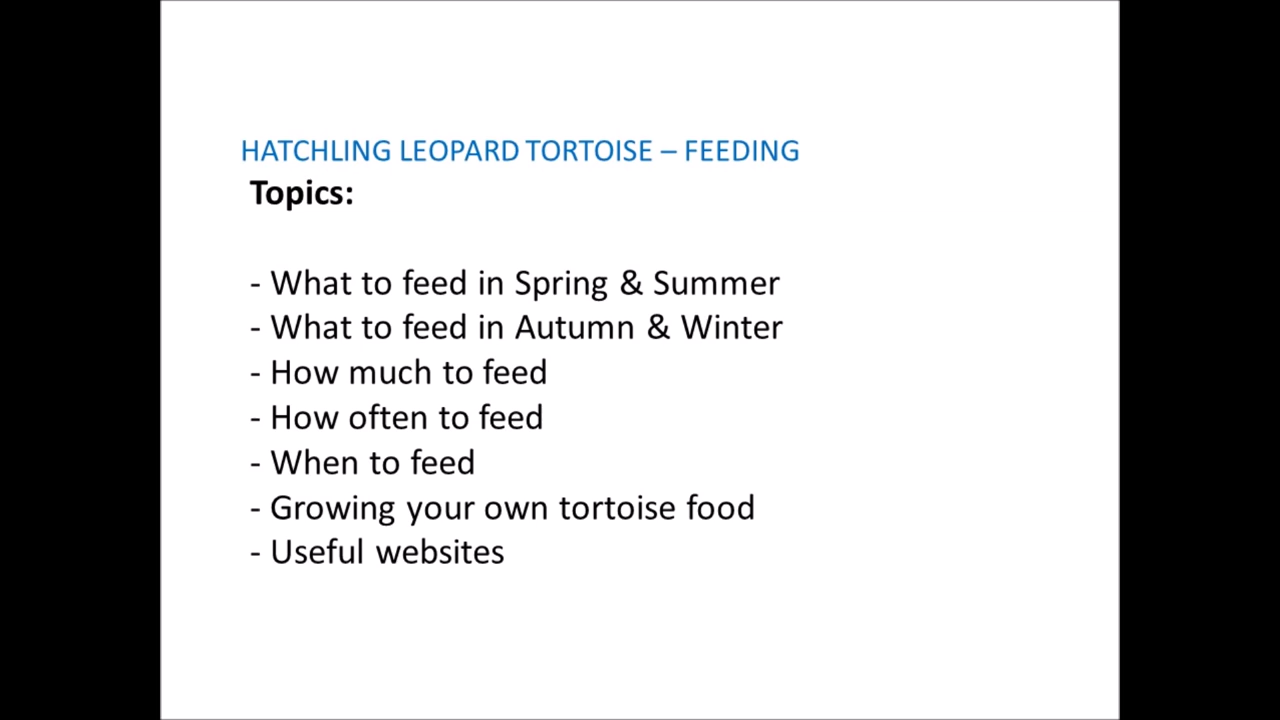 HATCHLING LEOPARD TORTOISE – FEEDING
Topics:
- What to feed in Spring & Summer
- What to feed in Autumn & Winter
- How much to feed
- How often to feed
- When to feed
- Growing your own tortoise food
- Useful websites